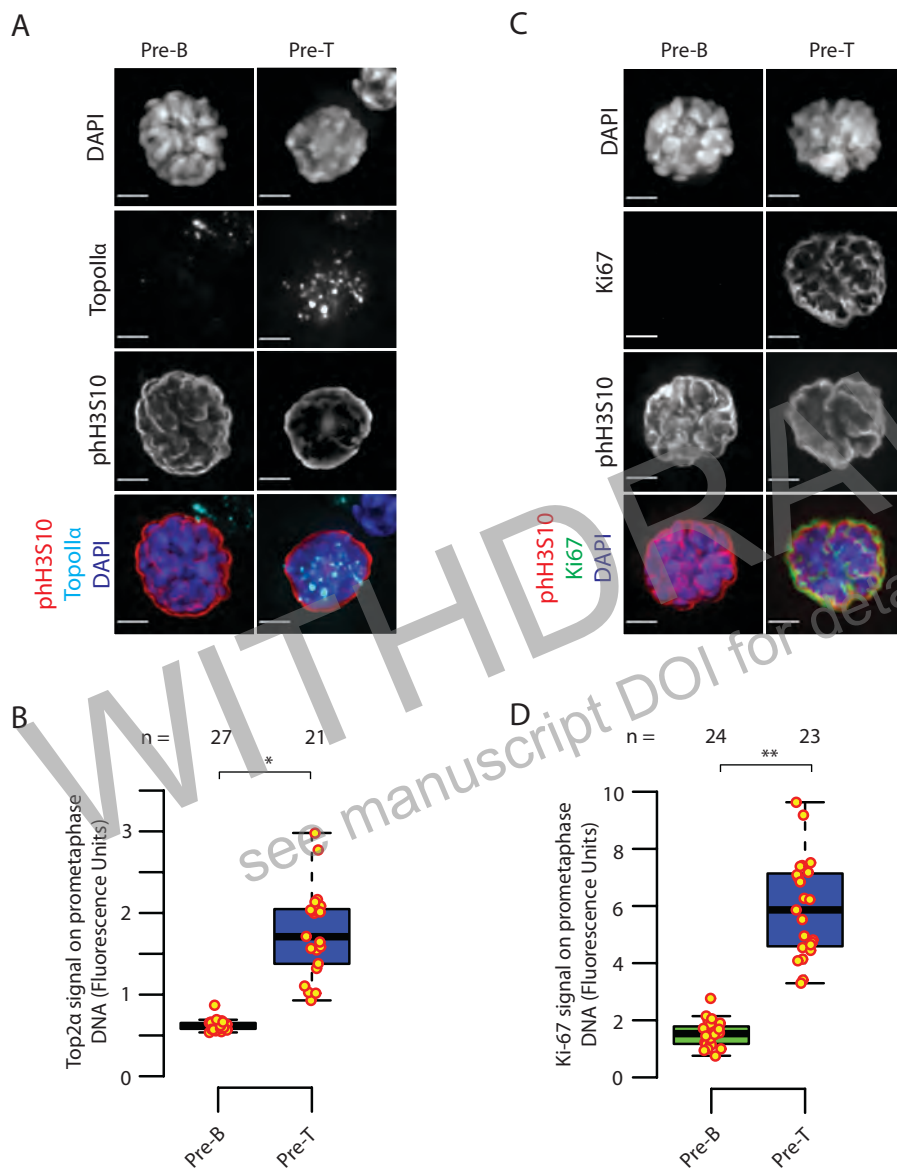 A
Pre-B Pre-T
DAPI
TopoIIα
phH3S10
phH3S10
TopoIIα
DAPI
C
Pre-B Pre-T
DAPI
Ki67
phH3S10
phH3S10
Ki67
DAPI
WITHDRAW
see manuscript DOI for deta
B
n = 27 21
*
Top2α signal on prometaphase
DNA (Fluorescence Units)
3
2
1
0
Pre-B Pre-T
D
n = 24 23
**
Ki-67 signal on prometaphase
DNA (Fluorescence Units)
10
8
6
4
2
0
Pre-B Pre-T